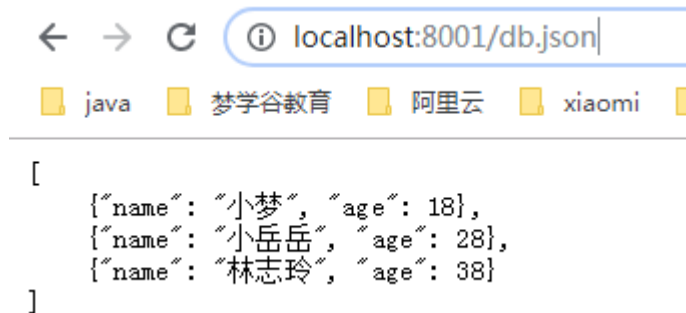 localhost:8001/db.json
java 梦学谷教育 阿里云 xiaomi
[
    {"name": "小梦", "age": 18},
    {"name": "小岳岳", "age": 28},
    {"name": "林志玲", "age": 38}
]